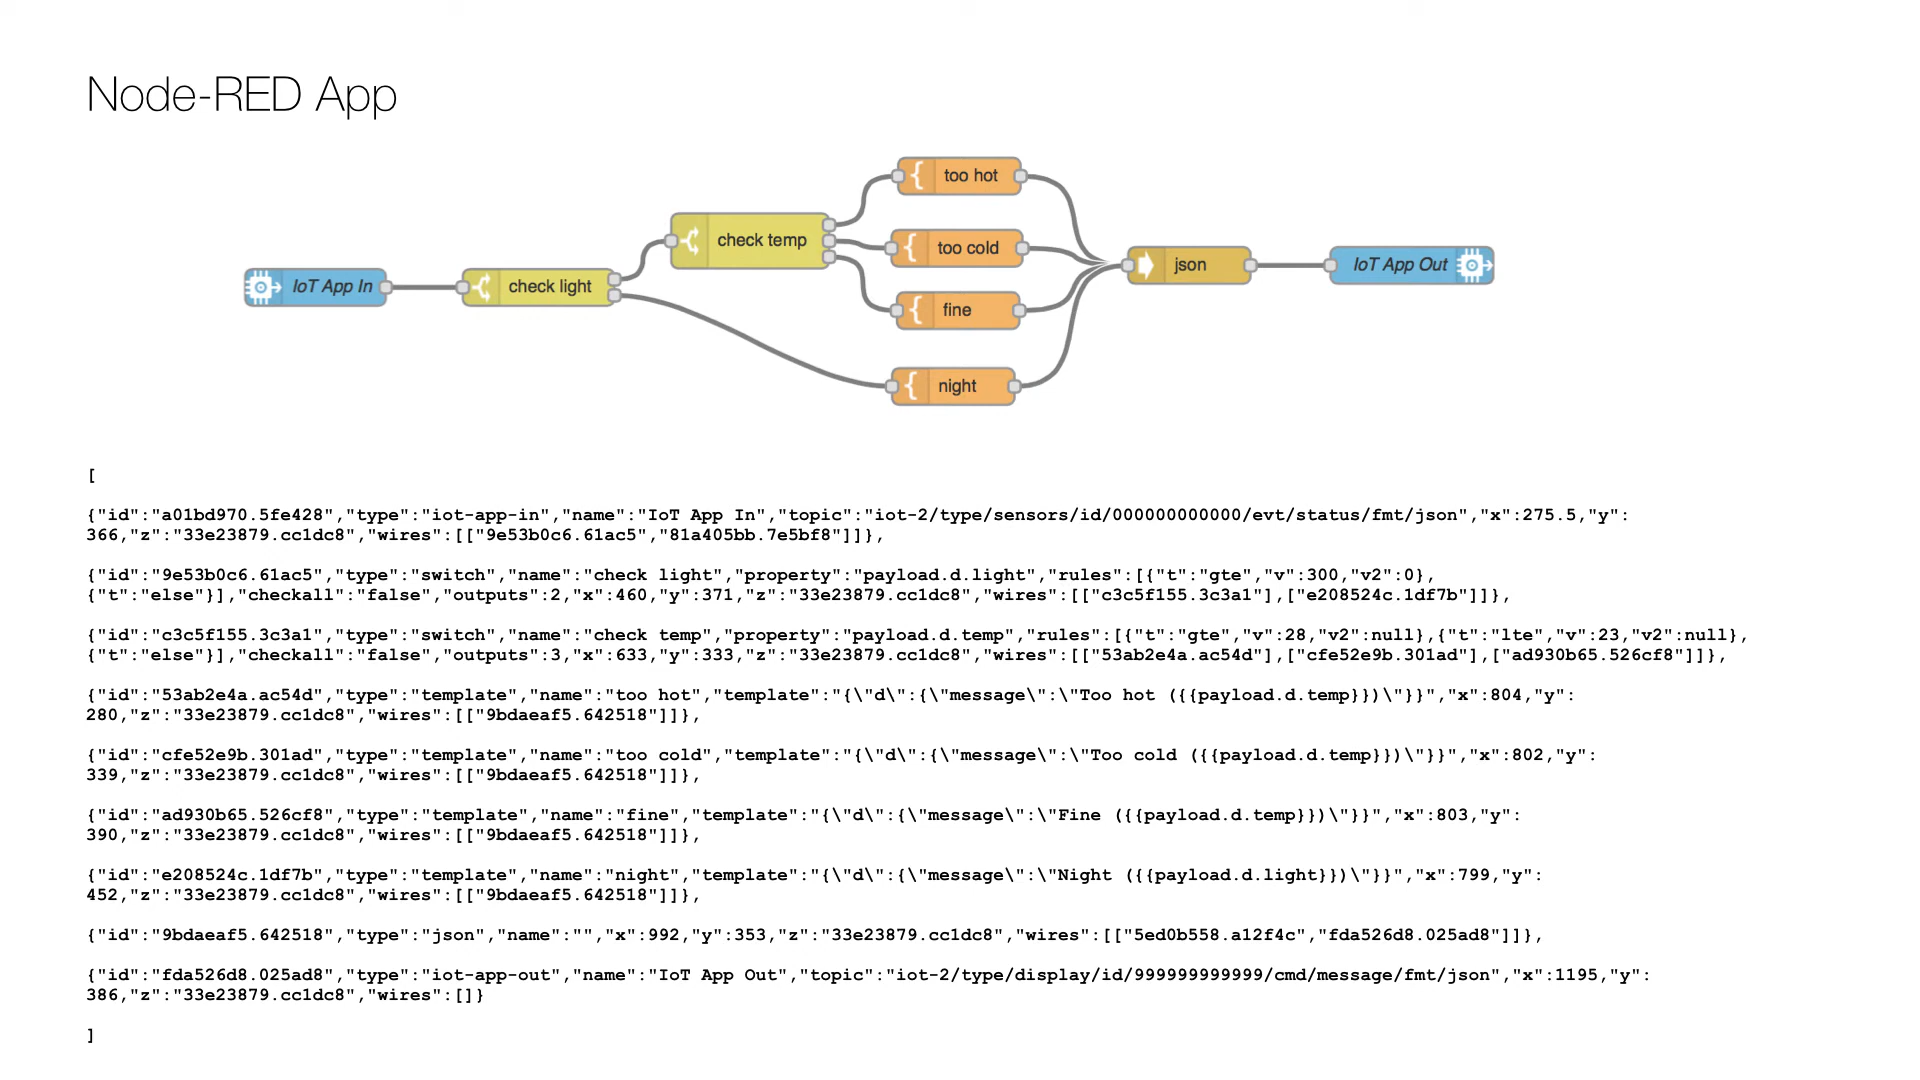 Node-RED App
too hot
check temp
too cold
json
IoT App Out
IoT App In
check light
fine
night
[
{"id":"a01bd970.5fe428","type":"iot-app-in","name":"IoT App In","topic":"iot-2/type/sensors/id/000000000000/evt/status/fmt/json","x":275.5,"y":
366,"z":"33e23879.cc1dc8","wires":[["9e53b0c6.61ac5","81a405bb.7e5bf8"]]},
{"id":"9e53b0c6.61ac5","type":"switch","name":"check light","property":"payload.d.light","rules":[{"t":"gte","v":300,"v2":0},
{"t":"else"}],"checkall":"false","outputs":2,"x":460,"y":371,"z":"33e23879.cc1dc8","wires":[["c3c5f155.3c3a1"],["e208524c.1df7b"]]},
{"id":"c3c5f155.3c3a1","type":"switch","name":"check temp","property":"payload.d.temp","rules":[{"t":"gte","v":28,"v2":null},{"t":"lte","v":23,"v2":null},
{"t":"else"}],"checkall":"false","outputs":3,"x":633,"y":333,"z":"33e23879.cc1dc8","wires":[["53ab2e4a.ac54d"],["cfe52e9b.301ad"],["ad930b65.526cf8"]]},
{"id":"53ab2e4a.ac54d","type":"template","name":"too hot","template":"{\"d\":{\"message\":\"Too hot ({{payload.d.temp}})\"}}","x":804,"y":
280,"z":"33e23879.cc1dc8","wires":[["9bdaeaf5.642518"]]},
{"id":"cfe52e9b.301ad","type":"template","name":"too cold","template":"{\"d\":{\"message\":\"Too cold ({{payload.d.temp}})\"}}","x":802,"y":
339,"z":"33e23879.cc1dc8","wires":[["9bdaeaf5.642518"]]},
{"id":"ad930b65.526cf8","type":"template","name":"fine","template":"{\"d\":{\"message\":\"Fine ({{payload.d.temp}})\"}}","x":803,"y":
390,"z":"33e23879.cc1dc8","wires":[["9bdaeaf5.642518"]]},
{"id":"e208524c.1df7b","type":"template","name":"night","template":"{\"d\":{\"message\":\"Night ({{payload.d.light}})\"}}","x":799,"y":
452,"z":"33e23879.cc1dc8","wires":[["9bdaeaf5.642518"]]},
{"id":"9bdaeaf5.642518","type":"json","name":"","x":992,"y":353,"z":"33e23879.cc1dc8","wires":[["5ed0b558.a12f4c","fda526d8.025ad8"]]},
{"id":"fda526d8.025ad8","type":"iot-app-out","name":"IoT App Out","topic":"iot-2/type/display/id/999999999999/cmd/message/fmt/json","x":1195,"y":
386,"z":"33e23879.cc1dc8","wires":[]}
]